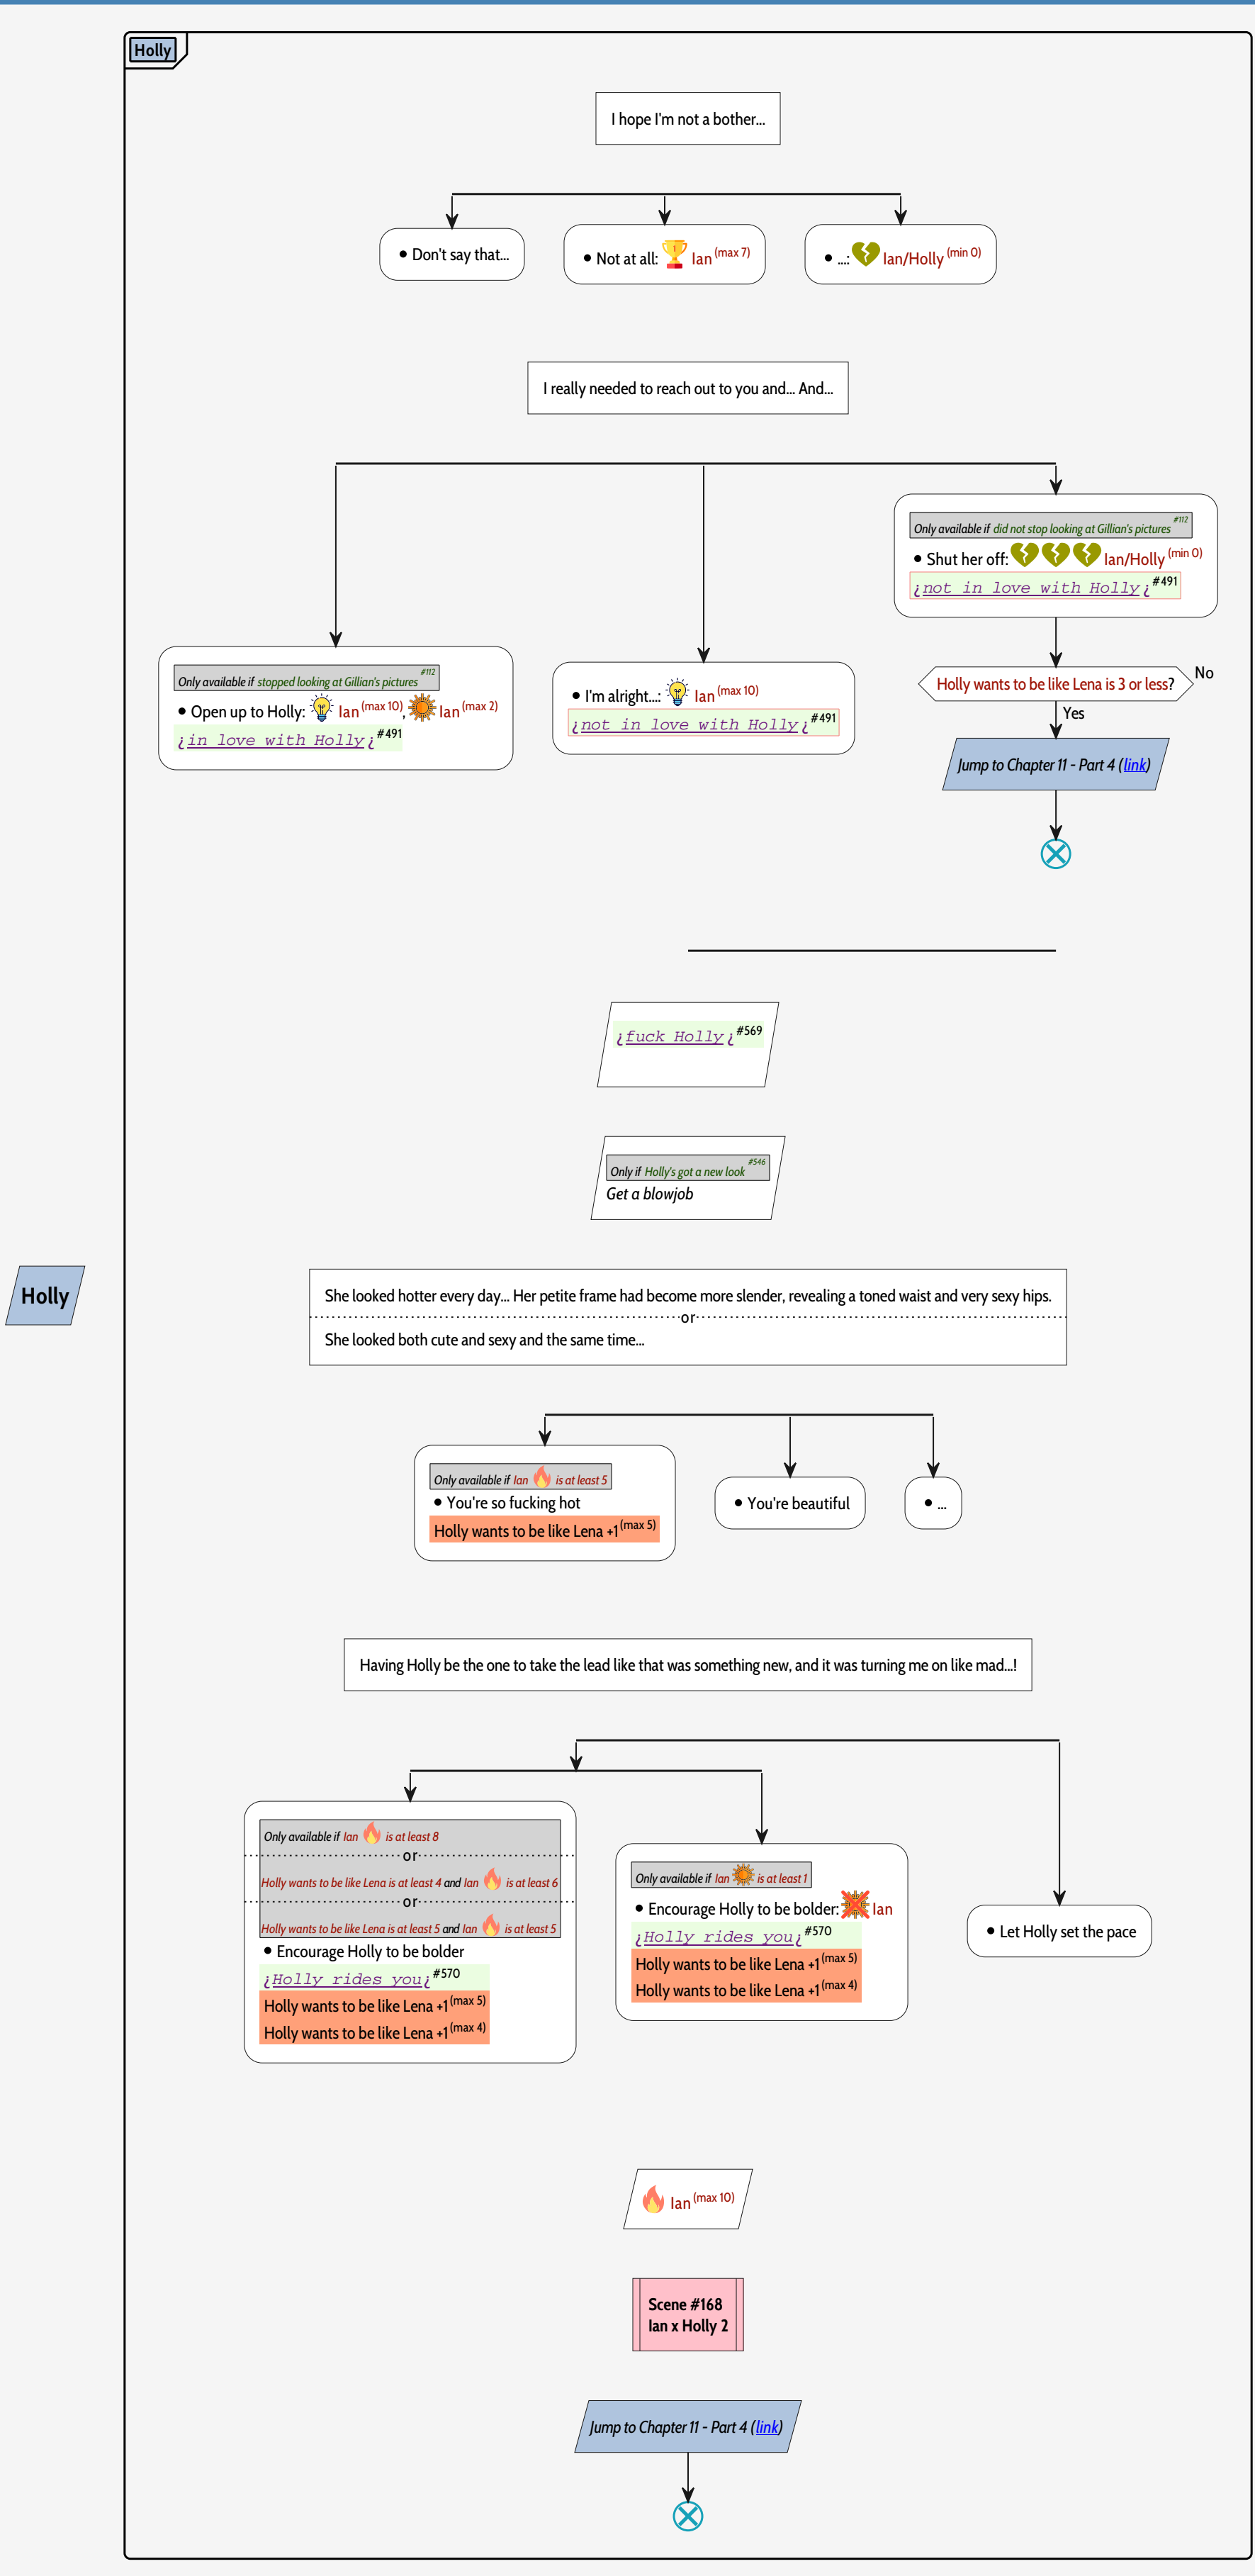 Holly
I hope I'm not a bother...
• Don't say that...
• Not at all: Ian (max 7)
• ...: Ian/Holly (min 0)
I really needed to reach out to you and... And...
Only available if did not stop looking at Gillian's pictures #112
• Shut her off: Ian/Holly (min 0)
¿not in love with Holly¿ #491
Only available if stopped looking at Gillian's pictures #112
• Open up to Holly: Ian (max 10), Ian (max 2)
¿in love with Holly¿ #491
• I'm alright...: Ian (max 10)
¿not in love with Holly¿ #491
Holly wants to be like Lena is 3 or less?
No
Yes
Jump to Chapter 11 - Part 4 (link)
¿fuck Holly¿ #569
Only if Holly's got a new look #546
Get a blowjob
Holly
She looked hotter every day... Her petite frame had become more slender, revealing a toned waist and very sexy hips.
or
She looked both cute and sexy and the same time...
Only available if Ian is at least 5
• You're so fucking hot
Holly wants to be like Lena +1 (max 5)
• You're beautiful
• ...
Having Holly be the one to take the lead like that was something new, and it was turning me on like mad...!
Only available if Ian is at least 8
or
Holly wants to be like Lena is at least 4 and Ian is at least 6
or
Holly wants to be like Lena is at least 5 and Ian is at least 5
• Encourage Holly to be bolder
¿Holly rides you¿ #570
Holly wants to be like Lena +1 (max 5)
Holly wants to be like Lena +1 (max 4)
Only available if Ian is at least 1
• Encourage Holly to be bolder: Ian
¿Holly rides you¿ #570
Holly wants to be like Lena +1 (max 5)
Holly wants to be like Lena +1 (max 4)
• Let Holly set the pace
Ian (max 10)
Scene #168
Ian x Holly 2
Jump to Chapter 11 - Part 4 (link)